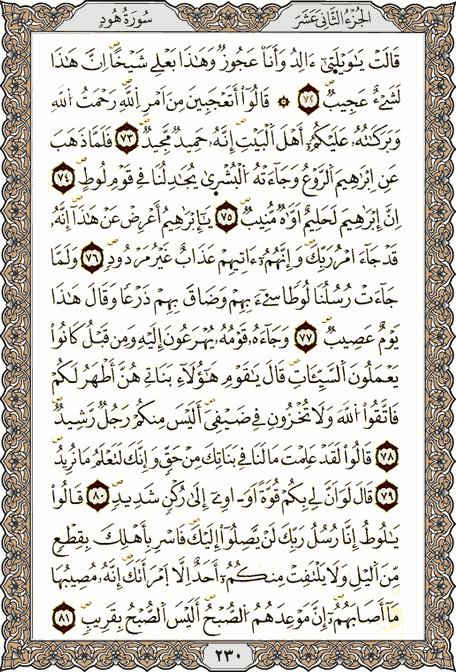 سُورَةُ هُودٍ
الجُزْءُ الثَّانِي عَشَرَ
قَالَتْ يَٰوَيْلَتَىٰٓ ءَأَلِدُ وَأَنَا۠ عَجُوزٌ وَهَٰذَا بَعْلِى شَيْخًا إِنَّ هَٰذَا
لَشَىْءٌ عَجِيبٌ ٧٢ ۞ قَالُوٓا۟ أَتَعْجَبِينَ مِنْ أَمْرِ ٱللَّهِ رَحْمَتُ ٱللَّهِ
وَبَرَكَٰتُهُۥ عَلَيْكُمْ أَهْلَ ٱلْبَيْتِ إِنَّهُۥ حَمِيدٌ مَّجِيدٌ ٧٣ فَلَمَّا ذَهَبَ
عَنْ إِبْرَٰهِيمَ ٱلرَّوْعُ وَجَآءَتْهُ ٱلْبُشْرَىٰ يُجَٰدِلُنَا فِى قَوْمِ لُوطٍ ٧٤
إِنَّ إِبْرَٰهِيمَ لَحَلِيمٌ أَوَّٰهٌ مُّنِيبٌ ٧٥ يَٰٓإِبْرَٰهِيمُ أَعْرِضْ عَنْ هَٰذَآ إِنَّهُۥ
قَدْ جَآءَ أَمْرُ رَبِّكَ وَإِنَّهُمْ ءَاتِيهِمْ عَذَابٌ غَيْرُ مَرْدُودٍ ٧٦ وَلَمَّا
جَآءَتْ رُسُلُنَا لُوطًا سِىٓءَ بِهِمْ وَضَاقَ بِهِمْ ذَرْعًا وَقَالَ هَٰذَا
يَوْمٌ عَصِيبٌ ٧٧ وَجَآءَهُۥ قَوْمُهُۥ يُهْرَعُونَ إِلَيْهِ وَمِن قَبْلُ كَانُوا۟
يَعْمَلُونَ ٱلسَّيِّـَٔاتِ قَالَ يَٰقَوْمِ هَٰٓؤُلَآءِ بَنَاتِى هُنَّ أَطْهَرُ لَكُمْ
فَٱتَّقُوا۟ ٱللَّهَ وَلَا تُخْزُونِ فِى ضَيْفِىٓ أَلَيْسَ مِنكُمْ رَجُلٌ رَّشِيدٌ
٧٨ قَالُوا۟ لَقَدْ عَلِمْتَ مَا لَنَا فِى بَنَاتِكَ مِنْ حَقٍّ وَإِنَّكَ لَتَعْلَمُ مَا نُرِيدُ
٧٩ قَالَ لَوْ أَنَّ لِى بِكُمْ قُوَّةً أَوْ ءَاوِىٓ إِلَىٰ رُكْنٍ شَدِيدٍ ٨٠ قَالُوا۟
يَٰلُوطُ إِنَّا رُسُلُ رَبِّكَ لَن يَصِلُوٓا۟ إِلَيْكَ فَأَسْرِ بِأَهْلِكَ بِقِطْعٍ
مِّنَ ٱلَّيْلِ وَلَا يَلْتَفِتْ مِنكُمْ أَحَدٌ إِلَّا ٱمْرَأَتَكَ إِنَّهُۥ مُصِيبُهَا
مَآ أَصَابَهُمْ إِنَّ مَوْعِدَهُمُ ٱلصُّبْحُ أَلَيْسَ ٱلصُّبْحُ بِقَرِيبٍ ٨١
٢٣٠